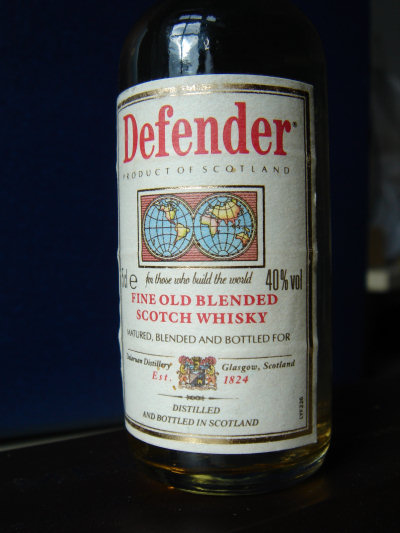 Defender®
PRODUCT OF SCOTLAND
5cl e for those who build the world 40% vol
FINE OLD BLENDED
SCOTCH WHISKY
MATURED, BLENDED AND BOTTLED FOR
Distillery Glasgow, Scotland
Est. 1824
DISTILLED
AND BOTTLED IN SCOTLAND